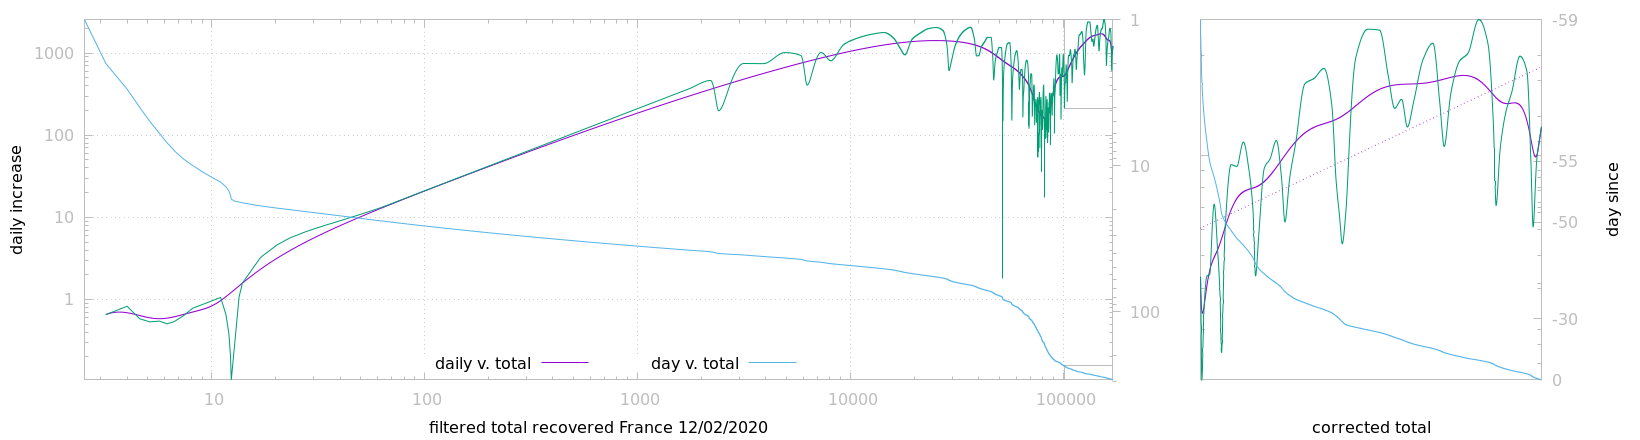 daily increase
1000
100
10
1
daily v. total
day v. total
10
100
1000
10000
100000
filtered total recovered France 12/02/2020
1
10
100
-59
-55
-50
-30
0
day since
corrected total